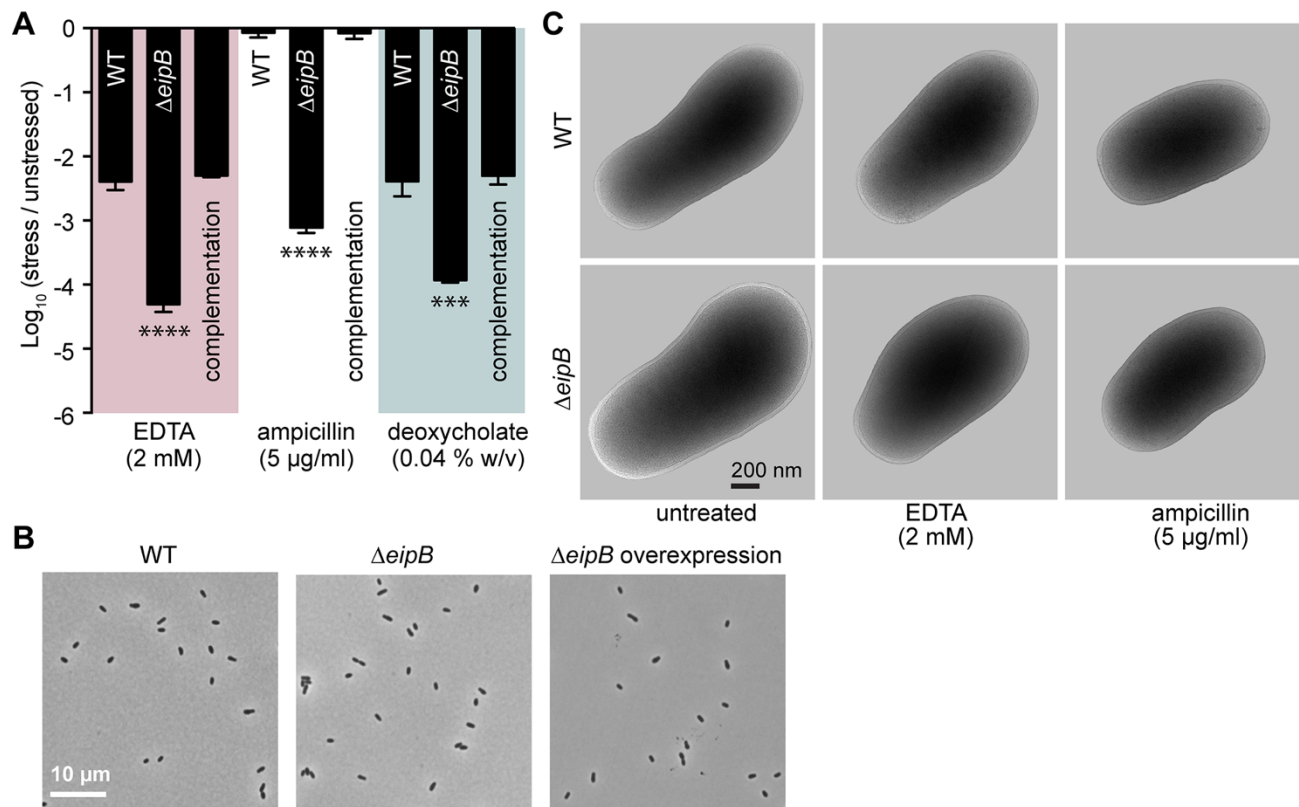 A
0
-1
-2
-3
-4
-5
-6
Log10 (stress / unstressed)
WT
ΔeipB
complementation
****
WT
ΔeipB
complementation
****
WT
ΔeipB
complementation
***
EDTA
(2 mM)
ampicillin
(5 µg/ml)
deoxycholate
(0.04 % w/v)
B
WT
ΔeipB
ΔeipB overexpression
10 µm
C
WT
ΔeipB
200 nm
untreated
EDTA
(2 mM)
ampicillin
(5 µg/ml)